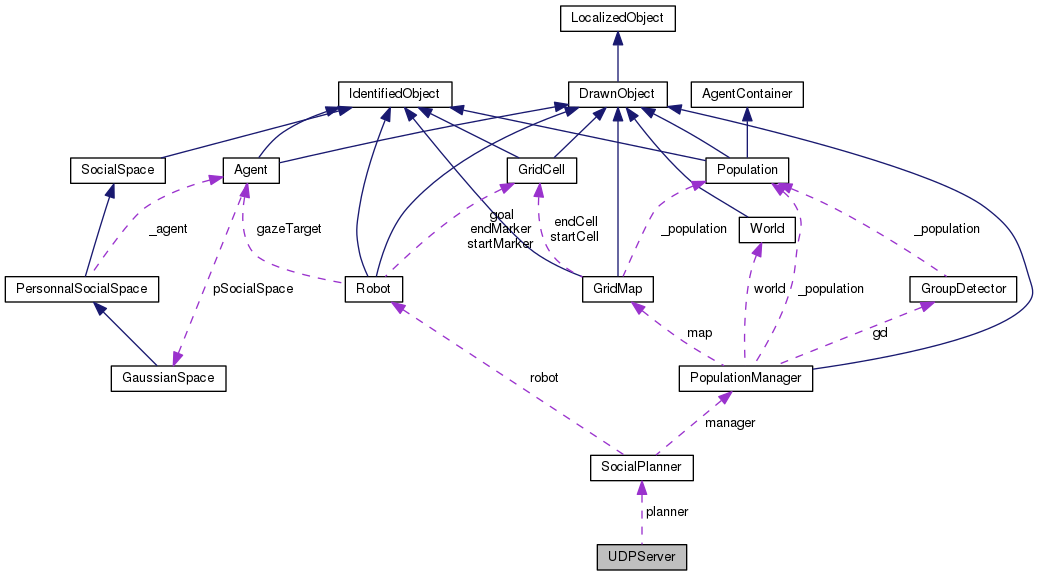 LocalizedObject
IdentifiedObject
DrawnObject
AgentContainer
SocialSpace
Agent
GridCell
Population
_agent
gazeTarget
goal
endMarker
startMarker
endCell
startCell
_population
World
_population
PersonnalSocialSpace
pSocialSpace
Robot
GridMap
world
_population
GroupDetector
map
gd
GaussianSpace
robot
PopulationManager
manager
SocialPlanner
planner
UDPServer